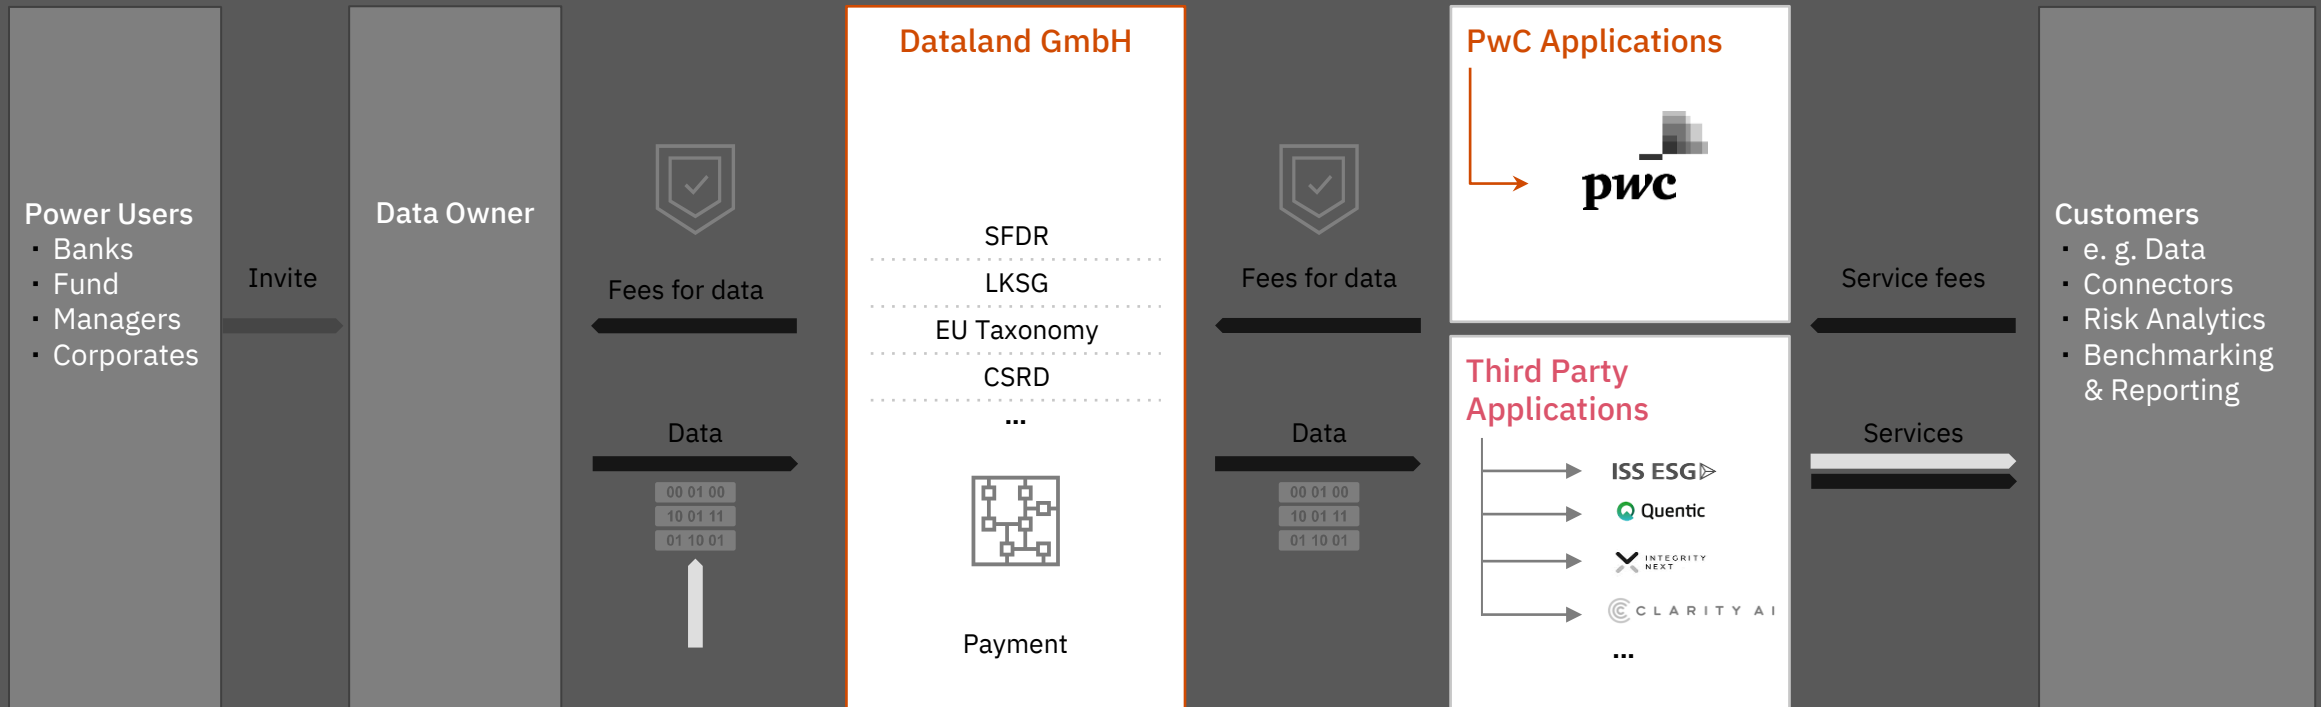 Power Users
· Banks
· Fund
· Managers
· Corporates
Invite
Data Owner
Fees for data
Data
00 01 00
10 01 11
01 10 01
Dataland GmbH
SFDR
LKSG
EU Taxonomy
CSRD
...
Payment
Fees for data
Data
00 01 00
10 01 11
01 10 01
PwC Applications
pwc
Third Party
Applications
ISS ESG
Quentic
INTEGRITY
NEXT
CLARITY AI
...
Service fees
Services
Customers
· e. g. Data
· Connectors
· Risk Analytics
· Benchmarking
& Reporting